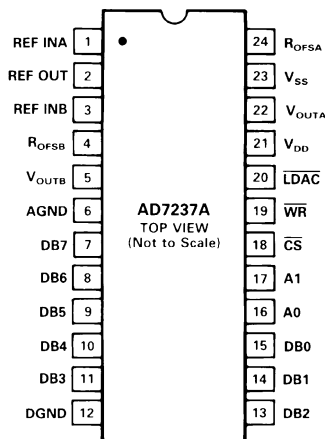 REF INA 1
REF OUT 2
REF INB 3
ROFSB 4
VOUTB 5
AGND 6
DB7 7
DB6 8
DB5 9
DB4 10
DB3 11
DGND 12
AD7237A
TOP VIEW
(Not to Scale)
24 ROFSA
23 VSS
22 VOUTA
21 VDD
20 LDAC
19 WR
18 CS
17 A1
16 A0
15 DB0
14 DB1
13 DB2